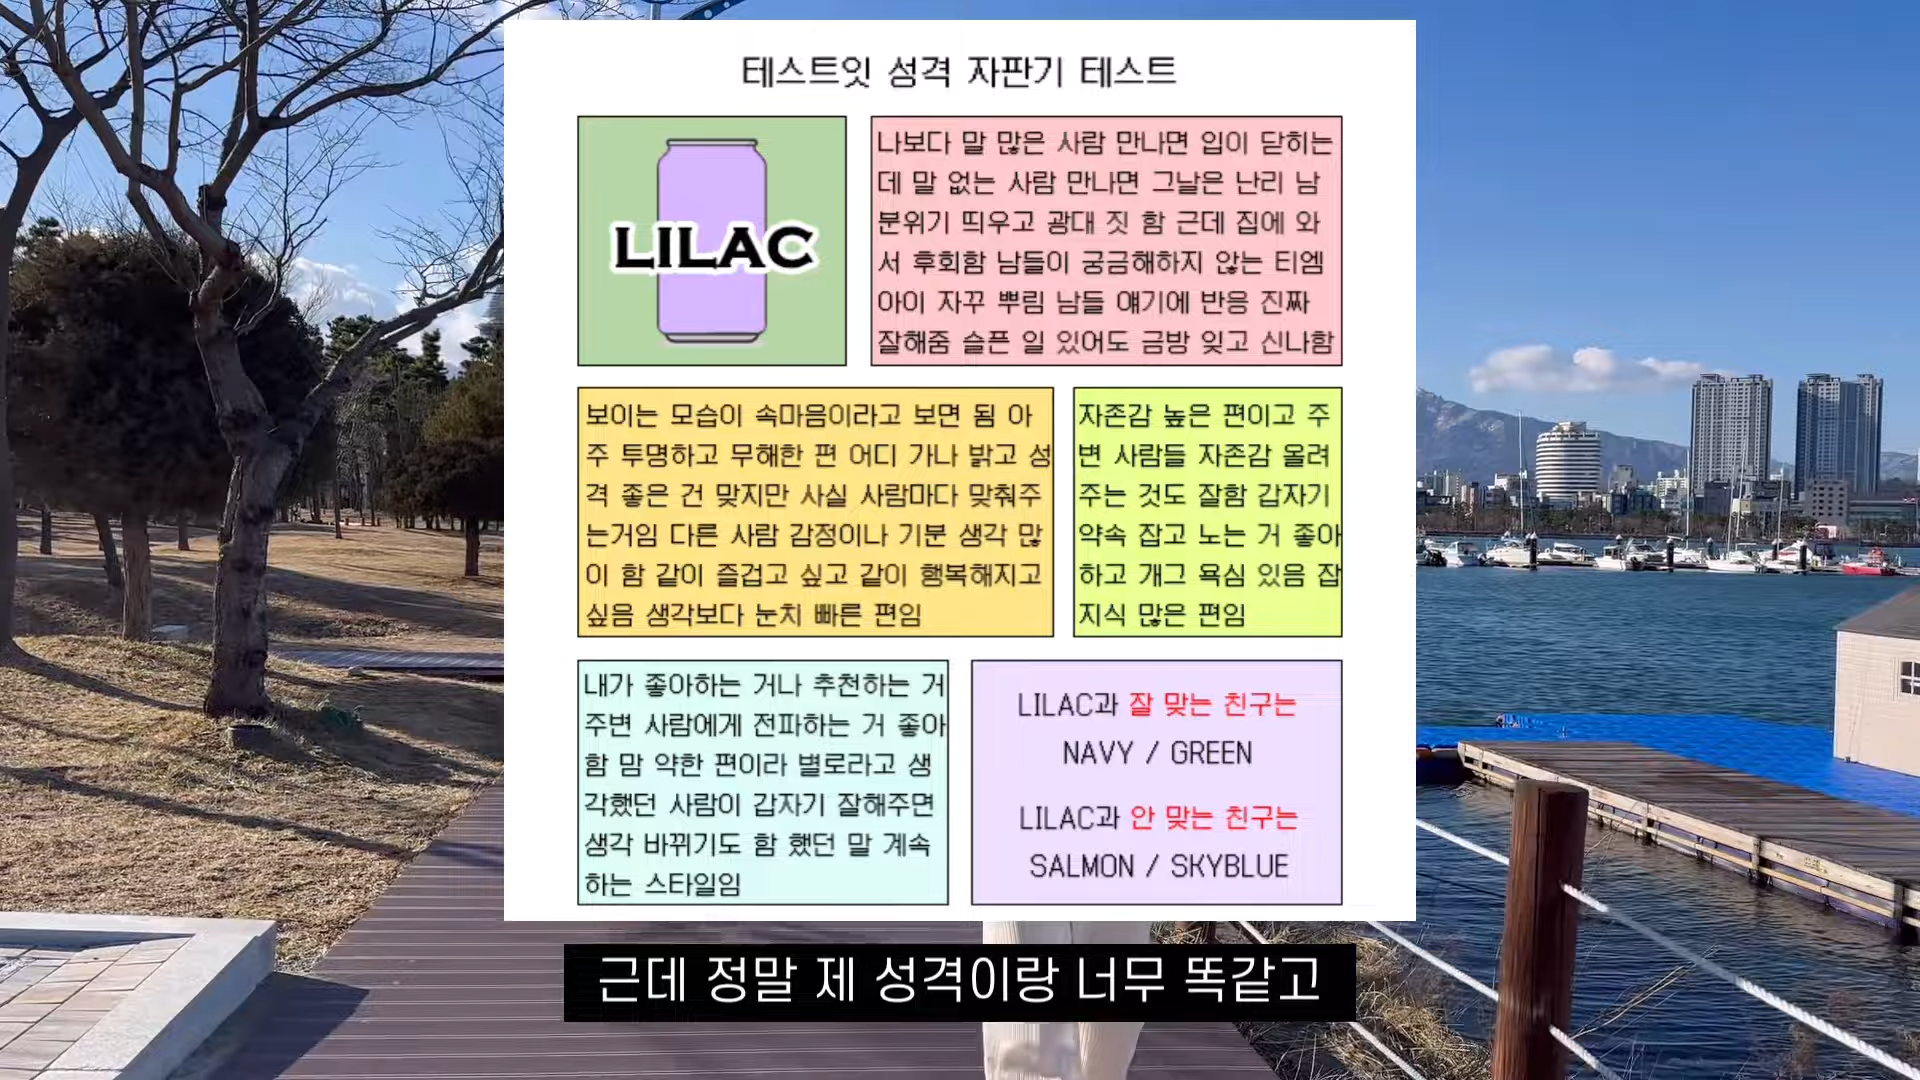 테스트잇 성격 자판기 테스트
LILAC
나보다 말 많은 사람 만나면 입이 닫히는
데 말 없는 사람 만나면 그날은 난리 남
분위기 띄우고 광대 짓 함 근데 집에 와
서 후회함 남들이 궁금해하지 않는 티엠
아이 자꾸 뿌림 남들 얘기에 반응 진짜
잘해줌 슬픈 일 있어도 금방 잊고 신나함
보이는 모습이 속마음이라고 보면 됨 아
주 투명하고 무해한 편 어디 가나 밝고 성
격 좋은 건 맞지만 사실 사람마다 맞춰주
는거임 다른 사람 감정이나 기분 생각 많
이 함 같이 즐겁고 싶고 같이 행복해지고
싶음 생각보다 눈치 빠른 편임
자존감 높은 편이고 주
변 사람들 자존감 올려
주는 것도 잘함 갑자기
약속 잡고 노는 거 좋아
하고 개그 욕심 있음 잡
지식 많은 편임
내가 좋아하는 거나 추천하는 거
주변 사람에게 전파하는 거 좋아
함 맘 약한 편이라 별로라고 생
각했던 사람이 갑자기 잘해주면
생각 바뀌기도 함 했던 말 계속
하는 스타일임
LILAC과 잘 맞는 친구는
NAVY / GREEN
LILAC과 안 맞는 친구는
SALMON / SKYBLUE
근데 정말 제 성격이랑 너무 똑같고